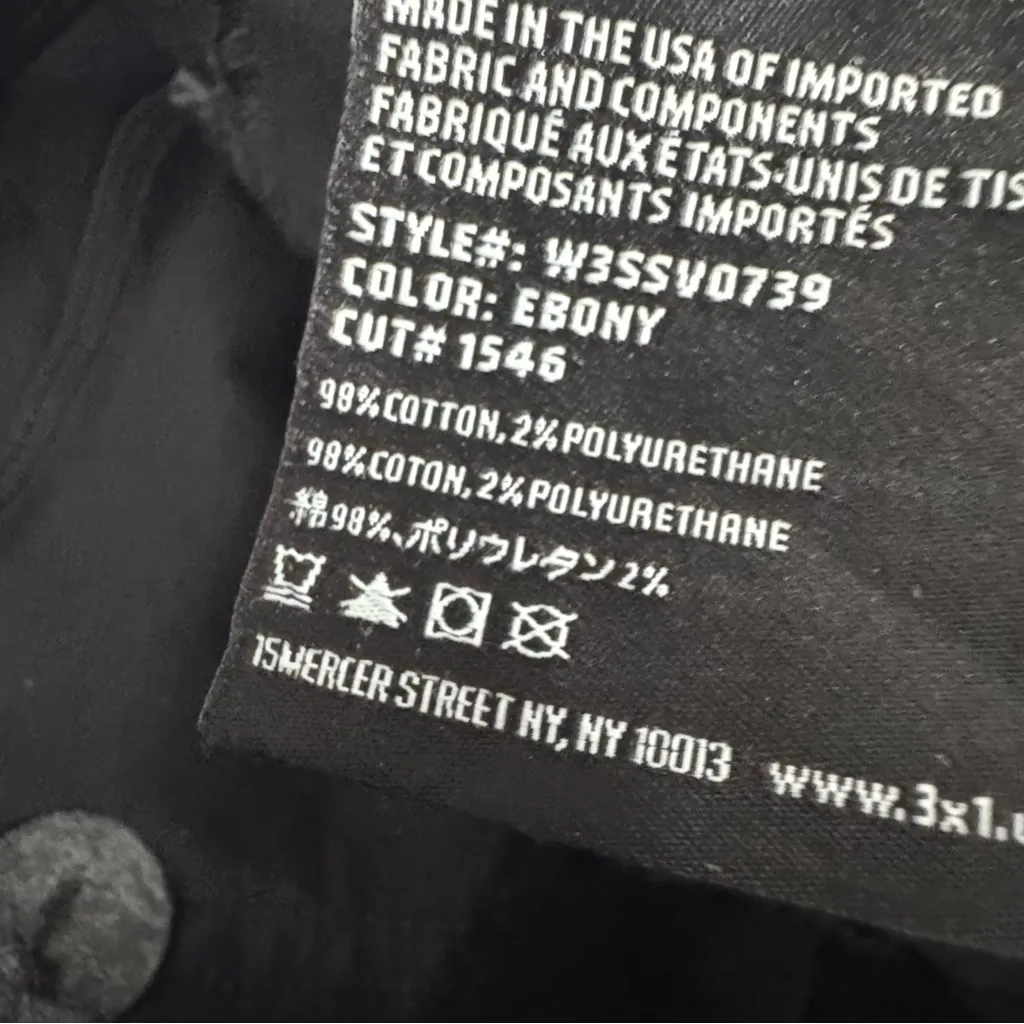 MADE IN THE USA OF IMPORTED
FABRIC AND COMPONENTS
FABRIQUÉ AUX ÉTATS-UNIS DE TIS
ET COMPOSANTS IMPORTÉS
STYLE#: W3SSV0739
COLOR: EBONY
CUT# 1546
98% COTTON, 2% POLYURETHANE
98% COTON, 2% POLYURETHANE
綿98%、ポリウレタン2%
15MERCER STREET NY, NY 10013 www.3x1.